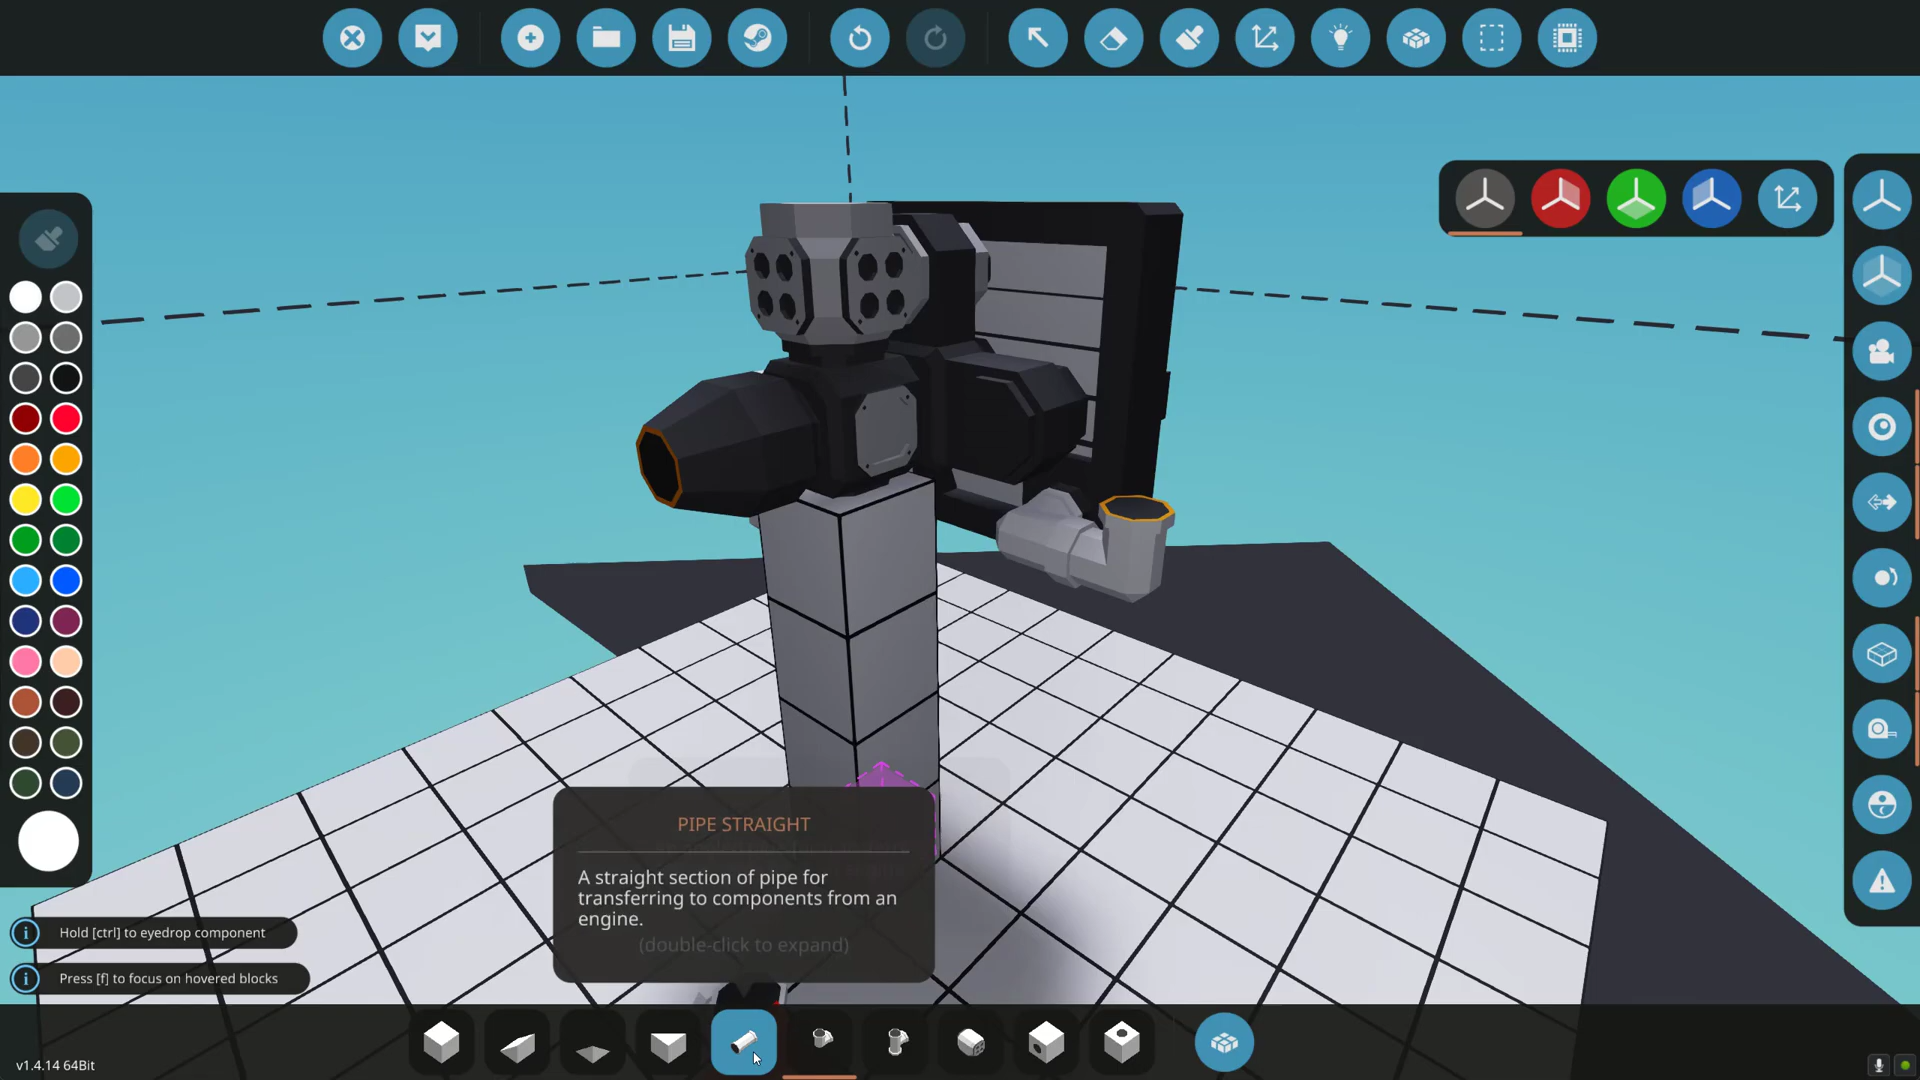 PIPE STRAIGHT
A straight section of pipe for
transferring to components from an
engine.
(double-click to expand)
Hold [ctrl] to eyedrop component
Press [f] to focus on hovered blocks
v1.4.14 64Bit